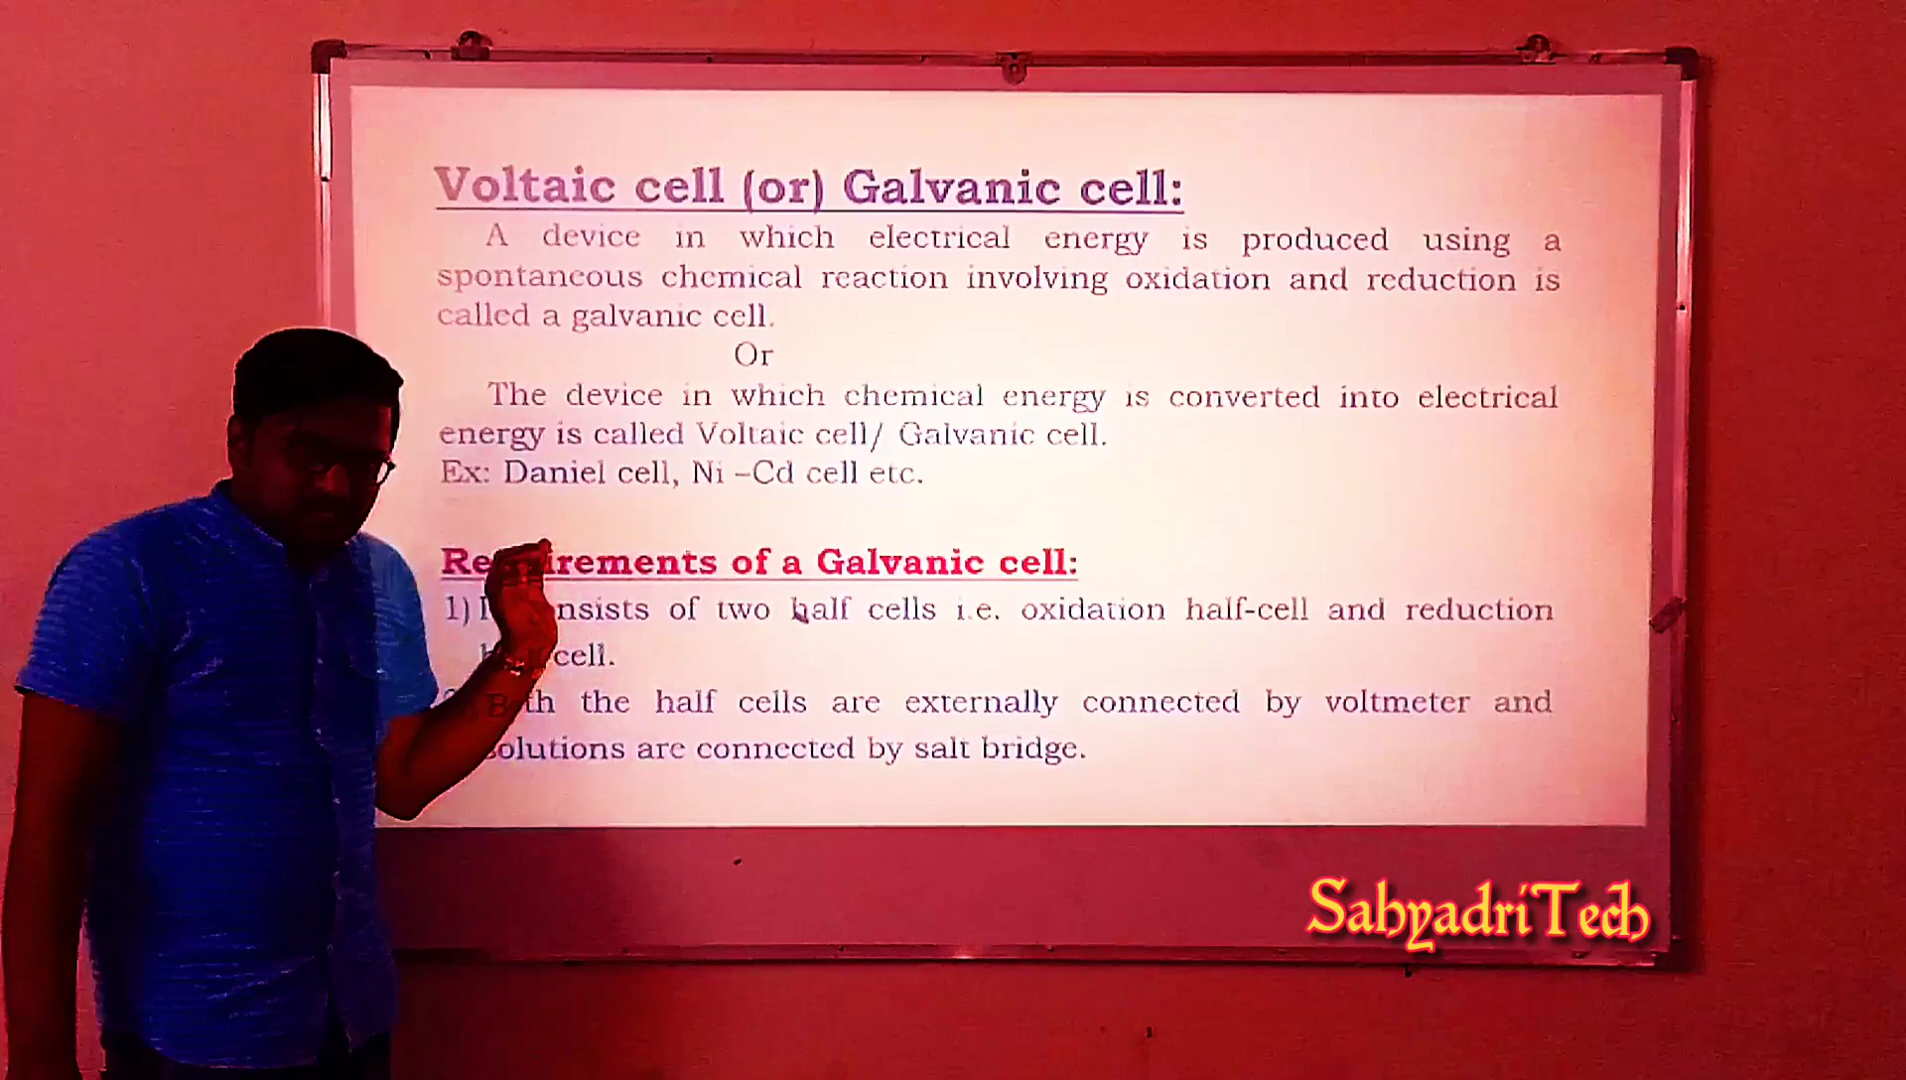 Voltaic cell (or) Galvanic cell:
A device in which electrical energy is produced using a
spontaneous chemical reaction involving oxidation and reduction is
called a galvanic cell.
Or
The device in which chemical energy is converted into electrical
energy is called Voltaic cell/ Galvanic cell.
Ex: Daniel cell, Ni –Cd cell etc.
Requirements of a Galvanic cell:
1) of two half cells i.e. oxidation half-cell and reduction
cell.
Both the half cells are externally connected by voltmeter and
solutions are connected by salt bridge.
SahyadriTech